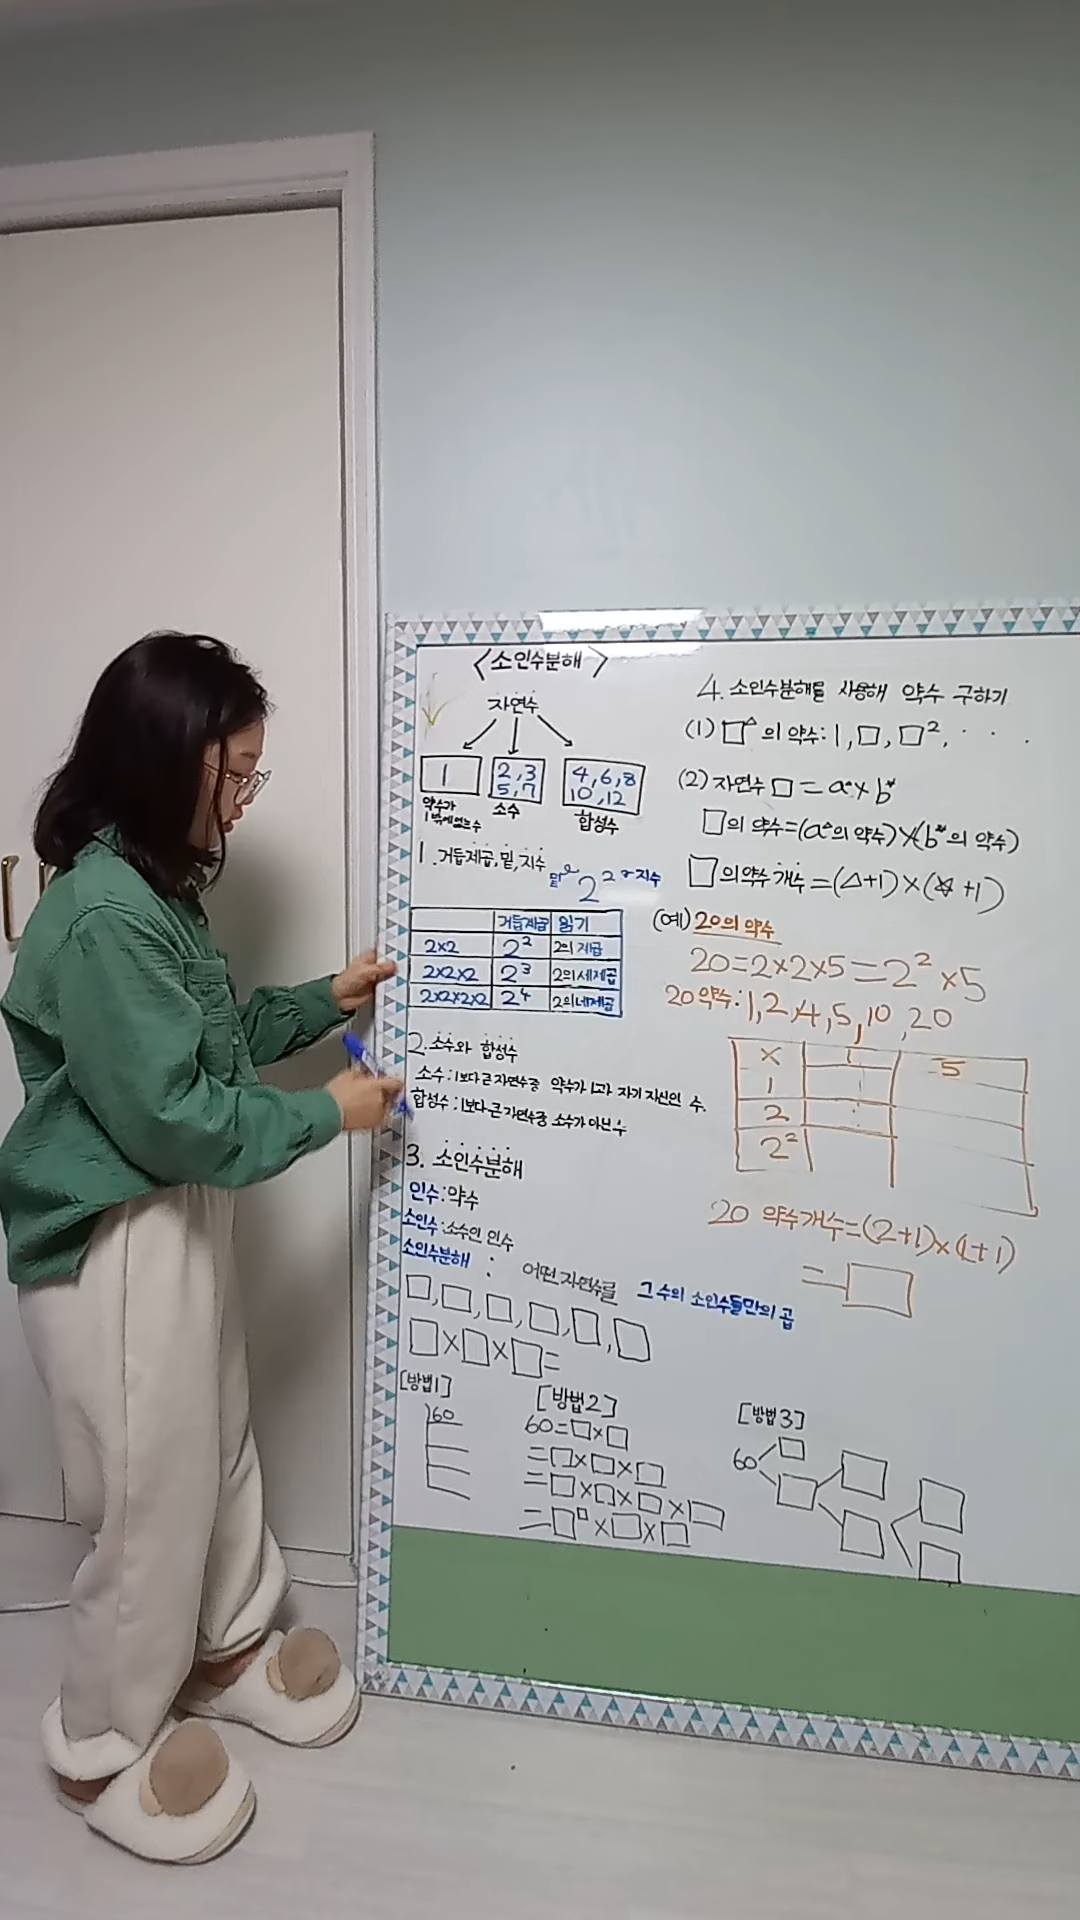 <소인수분해>
자연수
1
2,3
5,7
4,6,8
10,12
약수가
1밖에 없는 수
소수
합성수
1. 거듭제곱, 밑, 지수
밑 2² 지수
거듭제곱 읽기
2×2 2² 2의 제곱
2×2×2 2³ 2의 세제곱
2×2×2×2 2⁴ 2의 네제곱
2. 소수와 합성수
소수 : 1보다 큰 자연수중 약수가 1과 자기 자신인 수.
합성수 : 1보다 큰 자연수중 소수가 아닌 수
3. 소인수분해
인수 : 약수
소인수 : 소수인 인수
소인수분해 : 어떤 자연수를 그 수의 소인수들만의 곱
□, □, □, □, □, □
□×□×□=
[방법1]
60
[방법2]
60=□×□
=□×□×□
=□×□×□×□
=□□×□×□
[방법3]
60
4. 소인수분해를 사용해 약수 구하기
(1) □△의 약수: 1, □, □², · · · ·
(2) 자연수 □=a△×b☆
□의 약수=(a△의 약수)×(b☆의 약수)
□의 약수 개수=(△+1)×(☆+1)
(예) 20의 약수
20=2×2×5=2²×5
20 약수: 1,2,4,5,10,20
× 1 5
1
2
2²
20 약수개수=(2+1)×(1+1)
=□